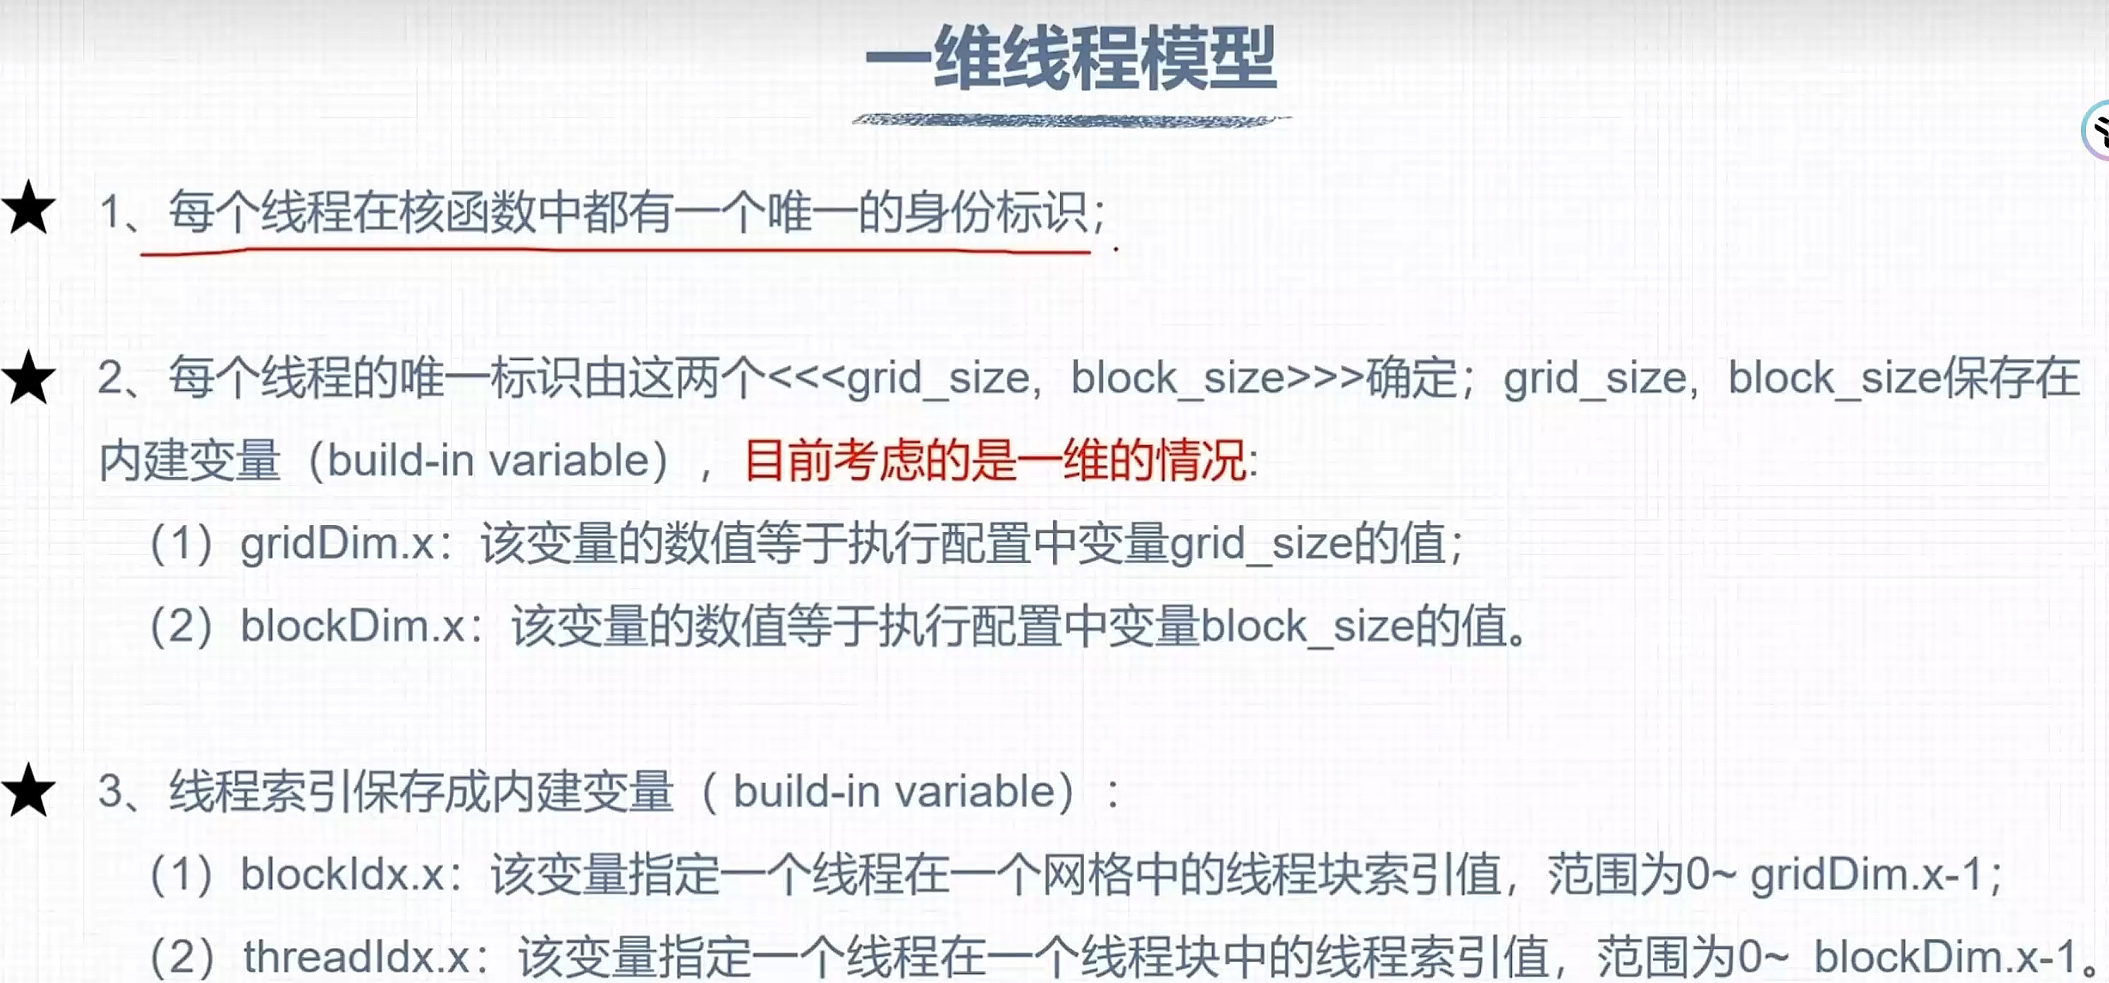 一维线程模型
★ 1、每个线程在核函数中都有一个唯一的身份标识；
★ 2、每个线程的唯一标识由这两个<<<grid_size，block_size>>>确定；grid_size，block_size保存在
内建变量（build-in variable），目前考虑的是一维的情况:
（1）gridDim.x：该变量的数值等于执行配置中变量grid_size的值；
（2）blockDim.x：该变量的数值等于执行配置中变量block_size的值。
★ 3、线程索引保存成内建变量（ build-in variable）：
（1）blockIdx.x：该变量指定一个线程在一个网格中的线程块索引值，范围为0~ gridDim.x-1；
（2）threadIdx.x：该变量指定一个线程在一个线程块中的线程索引值，范围为0~ blockDim.x-1。